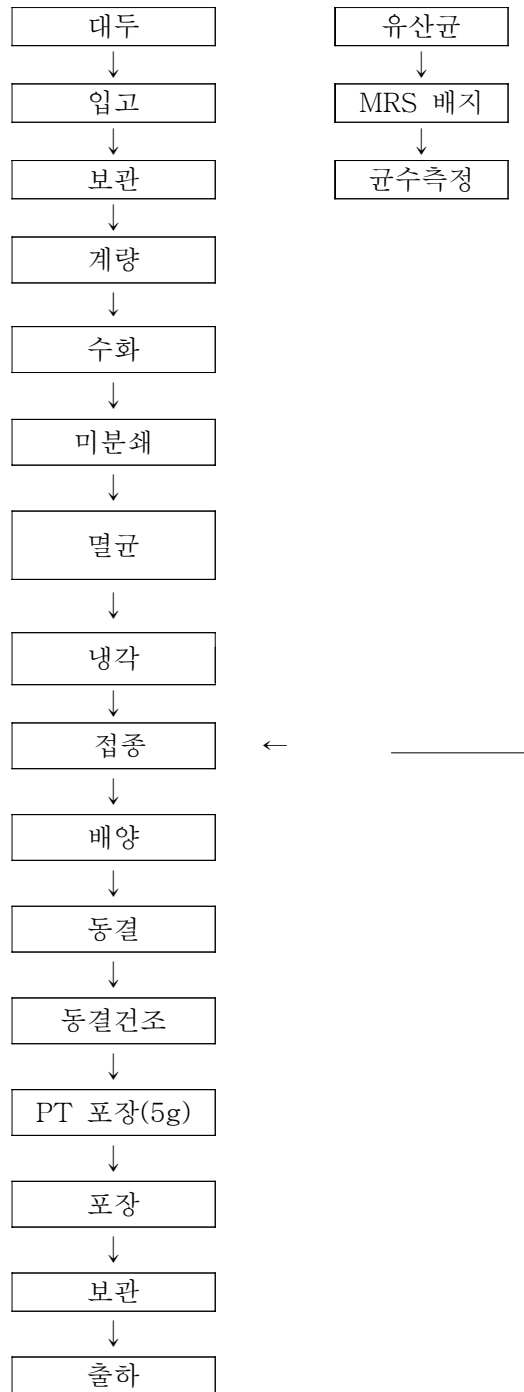 대두
↓
입고
↓
보관
↓
계량
↓
수화
↓
미분쇄
↓
멸균
↓
냉각
↓
접종
↓
배양
↓
동결
↓
동결건조
↓
PT 포장(5g)
↓
포장
↓
보관
↓
출하
유산균
↓
MRS 배지
↓
균수측정
←